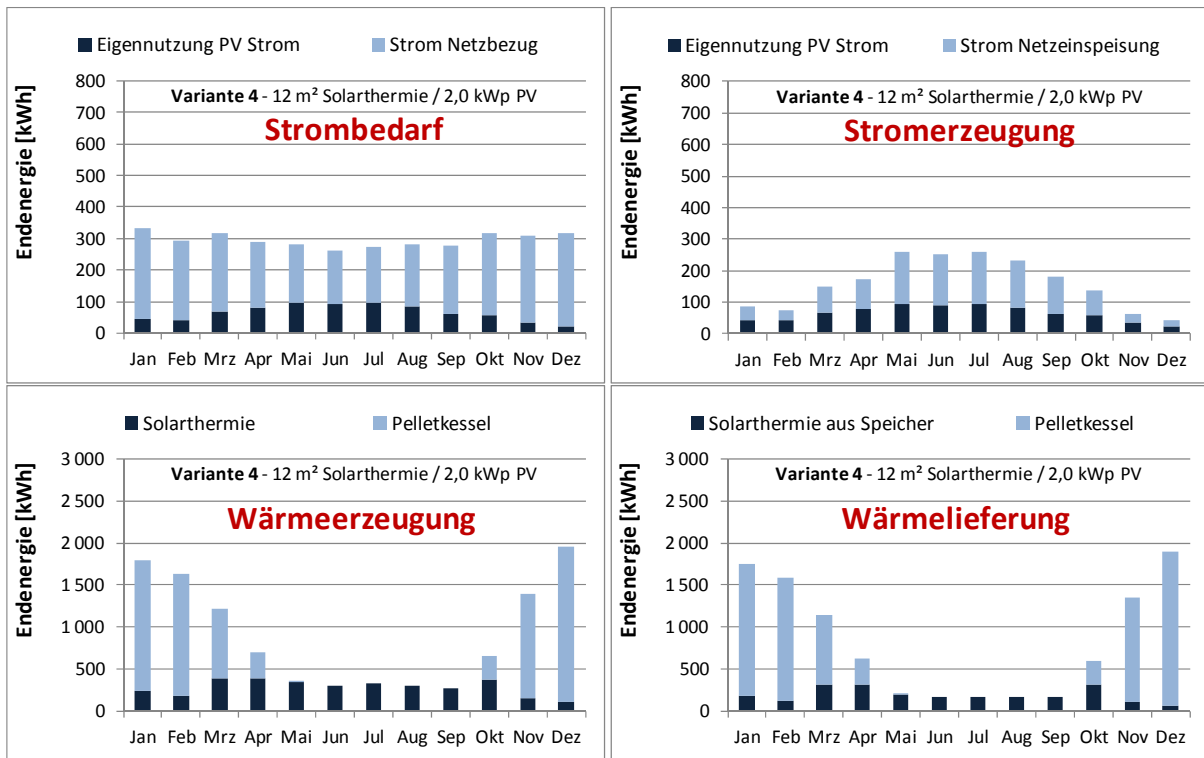 Eigennutzung PV Strom Strom Netzbezug
Endenergie [kWh]
Variante 4 - 12 m² Solarthermie / 2,0 kWp PV
Strombedarf
800
700
600
500
400
300
200
100
0
Jan Feb Mrz Apr Mai Jun Jul Aug Sep Okt Nov Dez
Eigennutzung PV Strom Strom Netzeinspeisung
Endenergie [kWh]
Variante 4 - 12 m² Solarthermie / 2,0 kWp PV
Stromerzeugung
800
700
600
500
400
300
200
100
0
Jan Feb Mrz Apr Mai Jun Jul Aug Sep Okt Nov Dez
Solarthermie Pelletkessel
Endenergie [kWh]
Variante 4 - 12 m² Solarthermie / 2,0 kWp PV
Wärmeerzeugung
3 000
2 500
2 000
1 500
1 000
500
0
Jan Feb Mrz Apr Mai Jun Jul Aug Sep Okt Nov Dez
Solarthermie aus Speicher Pelletkessel
Endenergie [kWh]
Variante 4 - 12 m² Solarthermie / 2,0 kWp PV
Wärmelieferung
3 000
2 500
2 000
1 500
1 000
500
0
Jan Feb Mrz Apr Mai Jun Jul Aug Sep Okt Nov Dez